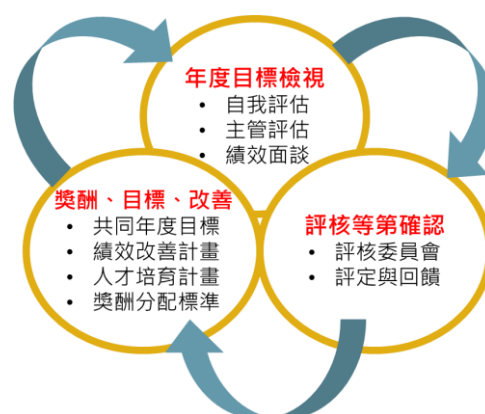 年度目標檢視
• 自我評估
• 主管評估
• 績效面談
獎酬、目標、改善
• 共同年度目標
• 績效改善計畫
• 人才培育計畫
• 獎酬分配標準
評核等第確認
• 評核委員會
• 評定與回饋